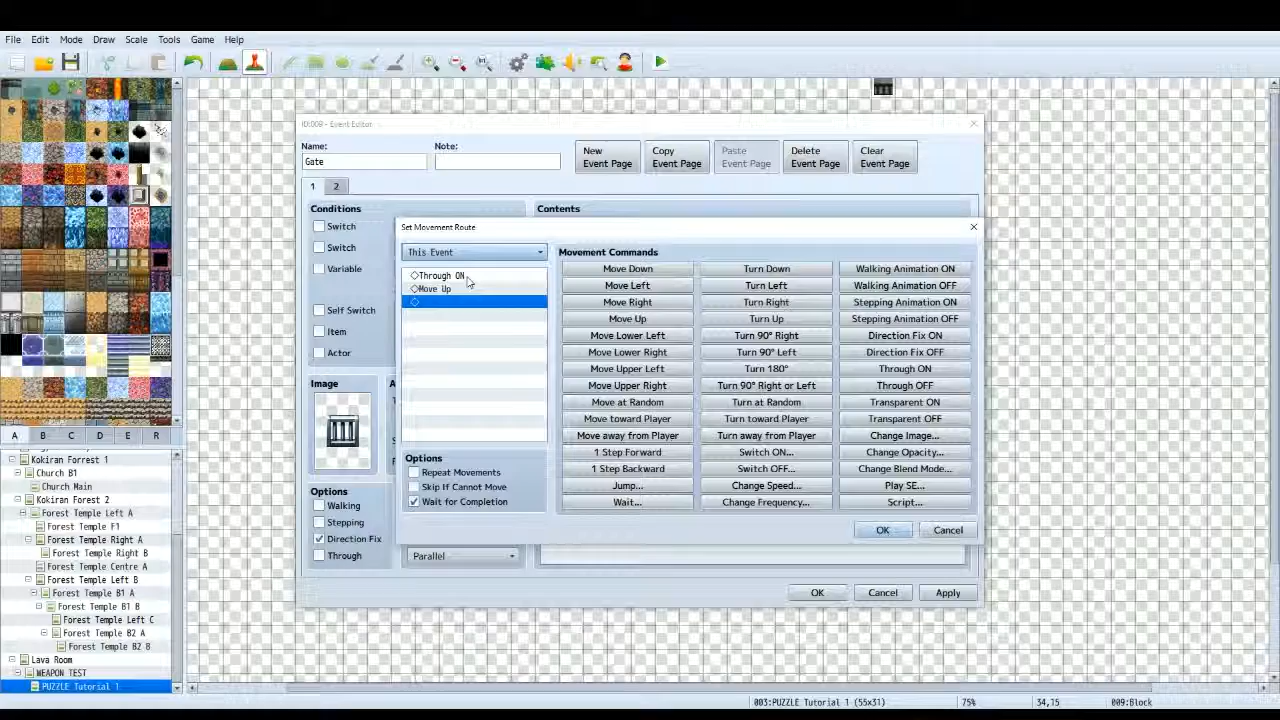 File Edit Mode Draw Scale Tools Game Help
ID:009 - Event Editor
Name:
Note:
Gate
New
Event Page
Copy
Event Page
Paste
Event Page
Delete
Event Page
Clear
Event Page
1 2
Conditions
Switch
Switch
Variable
Self Switch
Item
Actor
Image
Options
Walking
Stepping
Direction Fix
Through
Contents
Set Movement Route
This Event
◇Through ON
◇Move Up
◇
Options
Repeat Movements
Skip If Cannot Move
Wait for Completion
Parallel
Movement Commands
Move Down Turn Down Walking Animation ON
Move Left Turn Left Walking Animation OFF
Move Right Turn Right Stepping Animation ON
Move Up Turn Up Stepping Animation OFF
Move Lower Left Turn 90° Right Direction Fix ON
Move Lower Right Turn 90° Left Direction Fix OFF
Move Upper Left Turn 180° Through ON
Move Upper Right Turn 90° Right or Left Through OFF
Move at Random Turn at Random Transparent ON
Move toward Player Turn toward Player Transparent OFF
Move away from Player Turn away from Player Change Image...
1 Step Forward Switch ON... Change Opacity...
1 Step Backward Switch OFF... Change Blend Mode...
Jump... Change Speed... Play SE...
Wait... Change Frequency... Script...
OK Cancel
OK Cancel Apply
A B C D E R
Kokiran Forrest 1
Church B1
Church Main
Kokiran Forest 2
Forest Temple Left A
Forest Temple F1
Forest Temple Right A
Forest Temple Right B
Forest Temple Centre A
Forest Temple Left B
Forest Temple B1 A
Forest Temple B1 B
Forest Temple Left C
Forest Temple B2 A
Forest Temple B2 B
Lava Room
WEAPON TEST
PUZZLE Tutorial 1
003:PUZZLE Tutorial 1 (55x31) 75% 34,15 009:Block